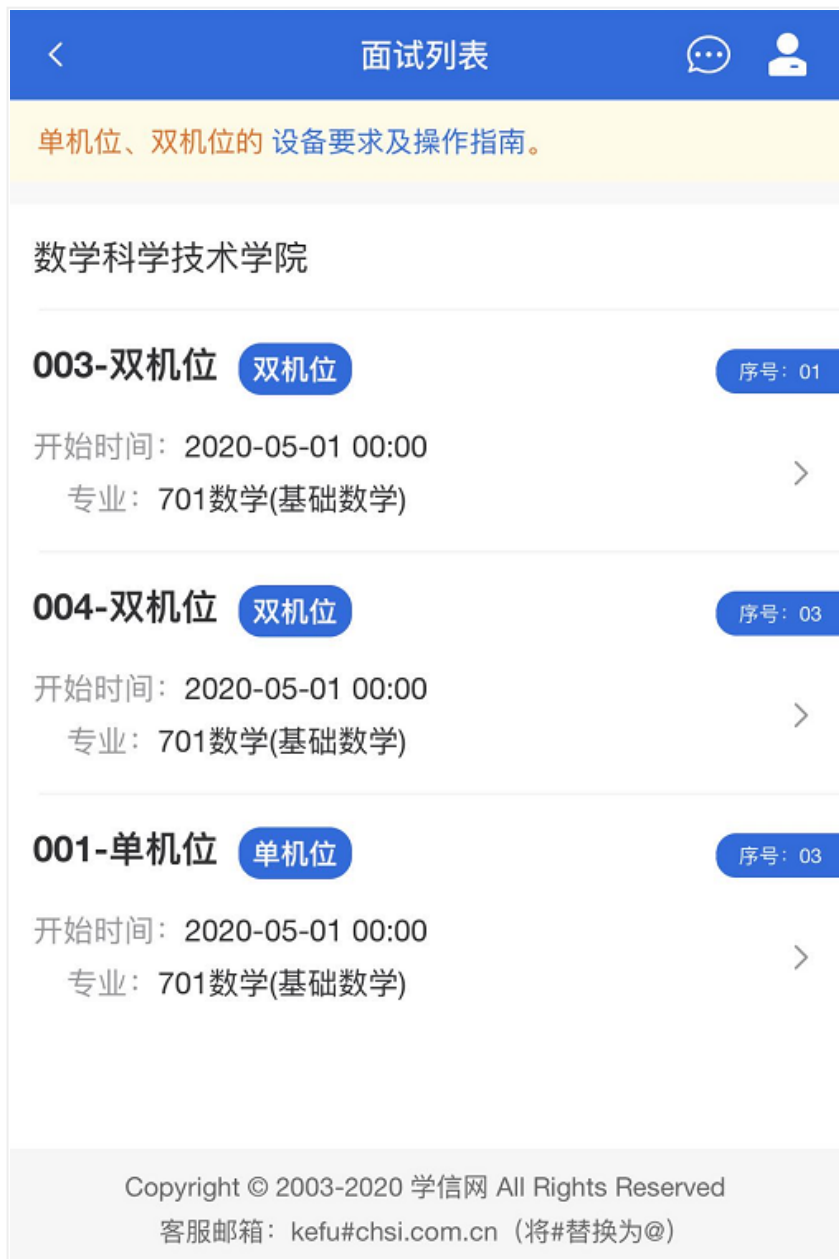 面试列表
单机位、双机位的 设备要求及操作指南。
数学科学技术学院
003-双机位 双机位 序号：01
开始时间：2020-05-01 00:00
专业：701数学(基础数学)
004-双机位 双机位 序号：03
开始时间：2020-05-01 00:00
专业：701数学(基础数学)
001-单机位 单机位 序号：03
开始时间：2020-05-01 00:00
专业：701数学(基础数学)
Copyright © 2003-2020 学信网 All Rights Reserved
客服邮箱：kefu#chsi.com.cn（将#替换为@）